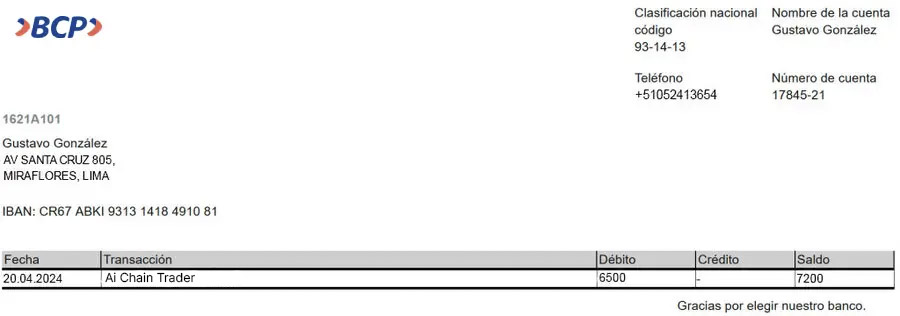 BCP
Clasificación nacional código
93-14-13
Nombre de la cuenta
Gustavo González
Teléfono
+51052413654
Número de cuenta
17845-21
1621A101
Gustavo González
AV SANTA CRUZ 805,
MIRAFLORES, LIMA
IBAN: CR67 ABKI 9313 1418 4910 81
Fecha Transacción Débito Crédito Saldo
20.04.2024 Ai Chain Trader 6500 - 7200
Gracias por elegir nuestro banco.